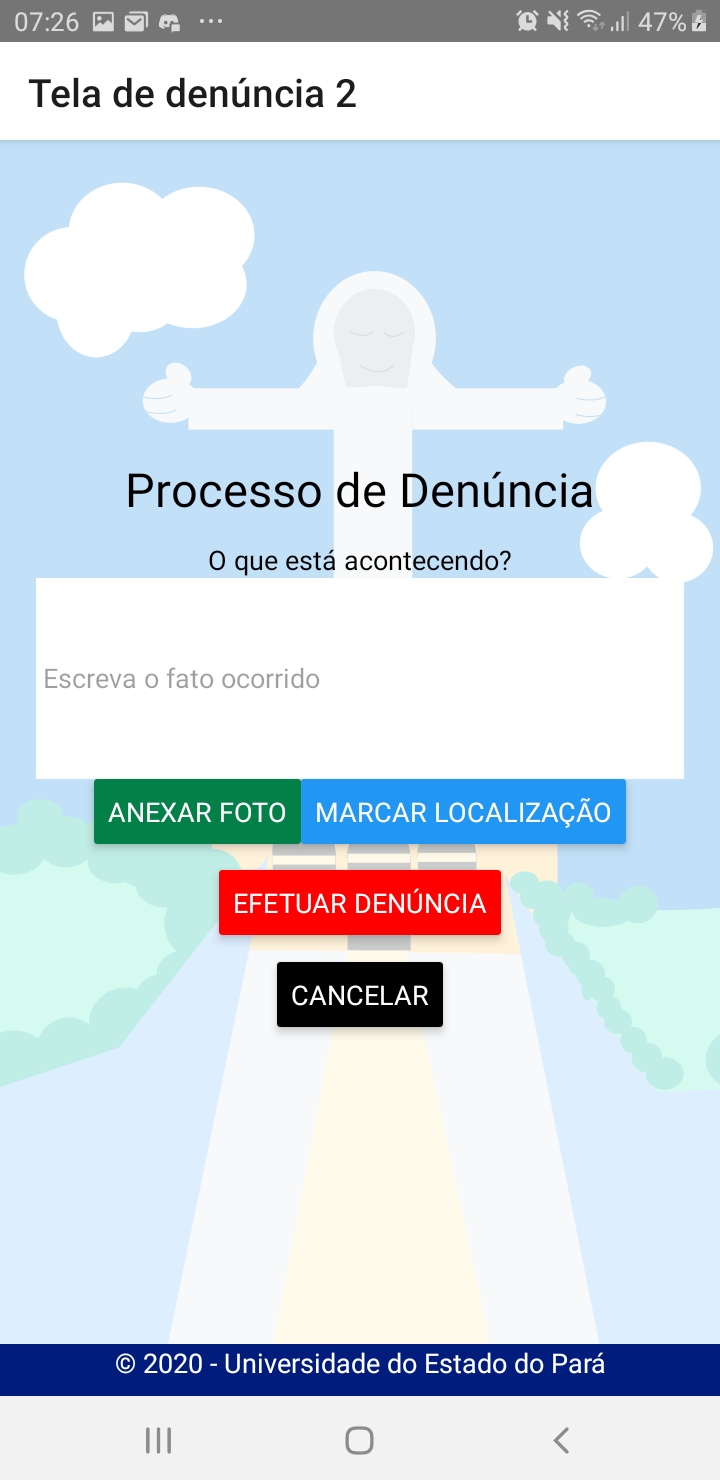 07:26 ... 47%
Tela de denúncia 2
Processo de Denúncia
O que está acontecendo?
Escreva o fato ocorrido
ANEXAR FOTO MARCAR LOCALIZAÇÃO
EFETUAR DENÚNCIA
CANCELAR
© 2020 - Universidade do Estado do Pará